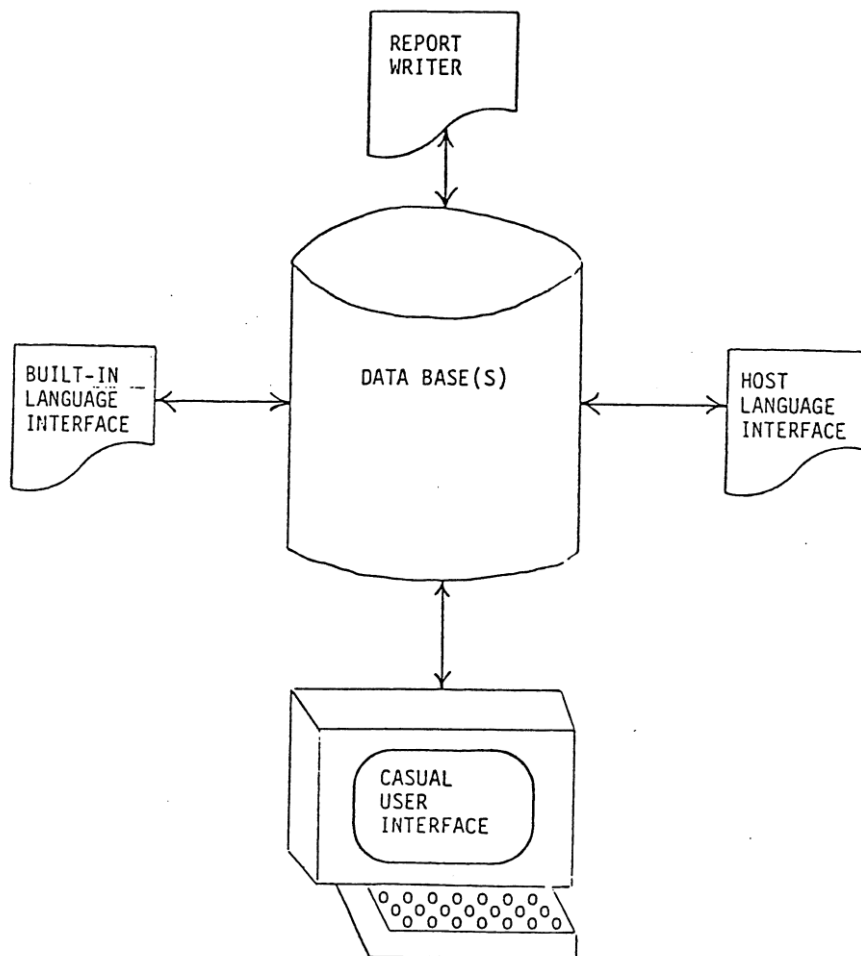 REPORT
WRITER
BUILT-IN
LANGUAGE
INTERFACE
DATA BASE(S)
HOST
LANGUAGE
INTERFACE
CASUAL
USER
INTERFACE